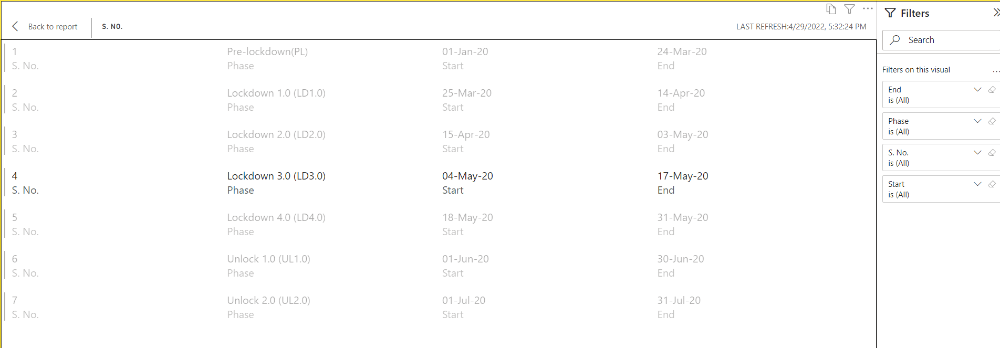 Back to report
S. NO.
LAST REFRESH:4/29/2022, 5:32:24 PM
1 Pre-lockdown(PL) 01-Jan-20 24-Mar-20
S. No. Phase Start End
2 Lockdown 1.0 (LD1.0) 25-Mar-20 14-Apr-20
S. No. Phase Start End
3 Lockdown 2.0 (LD2.0) 15-Apr-20 03-May-20
S. No. Phase Start End
4 Lockdown 3.0 (LD3.0) 04-May-20 17-May-20
S. No. Phase Start End
5 Lockdown 4.0 (LD4.0) 18-May-20 31-May-20
S. No. Phase Start End
6 Unlock 1.0 (UL1.0) 01-Jun-20 30-Jun-20
S. No. Phase Start End
7 Unlock 2.0 (UL2.0) 01-Jul-20 31-Jul-20
S. No. Phase Start End
Filters
Search
Filters on this visual
End
is (All)
Phase
is (All)
S. No.
is (All)
Start
is (All)